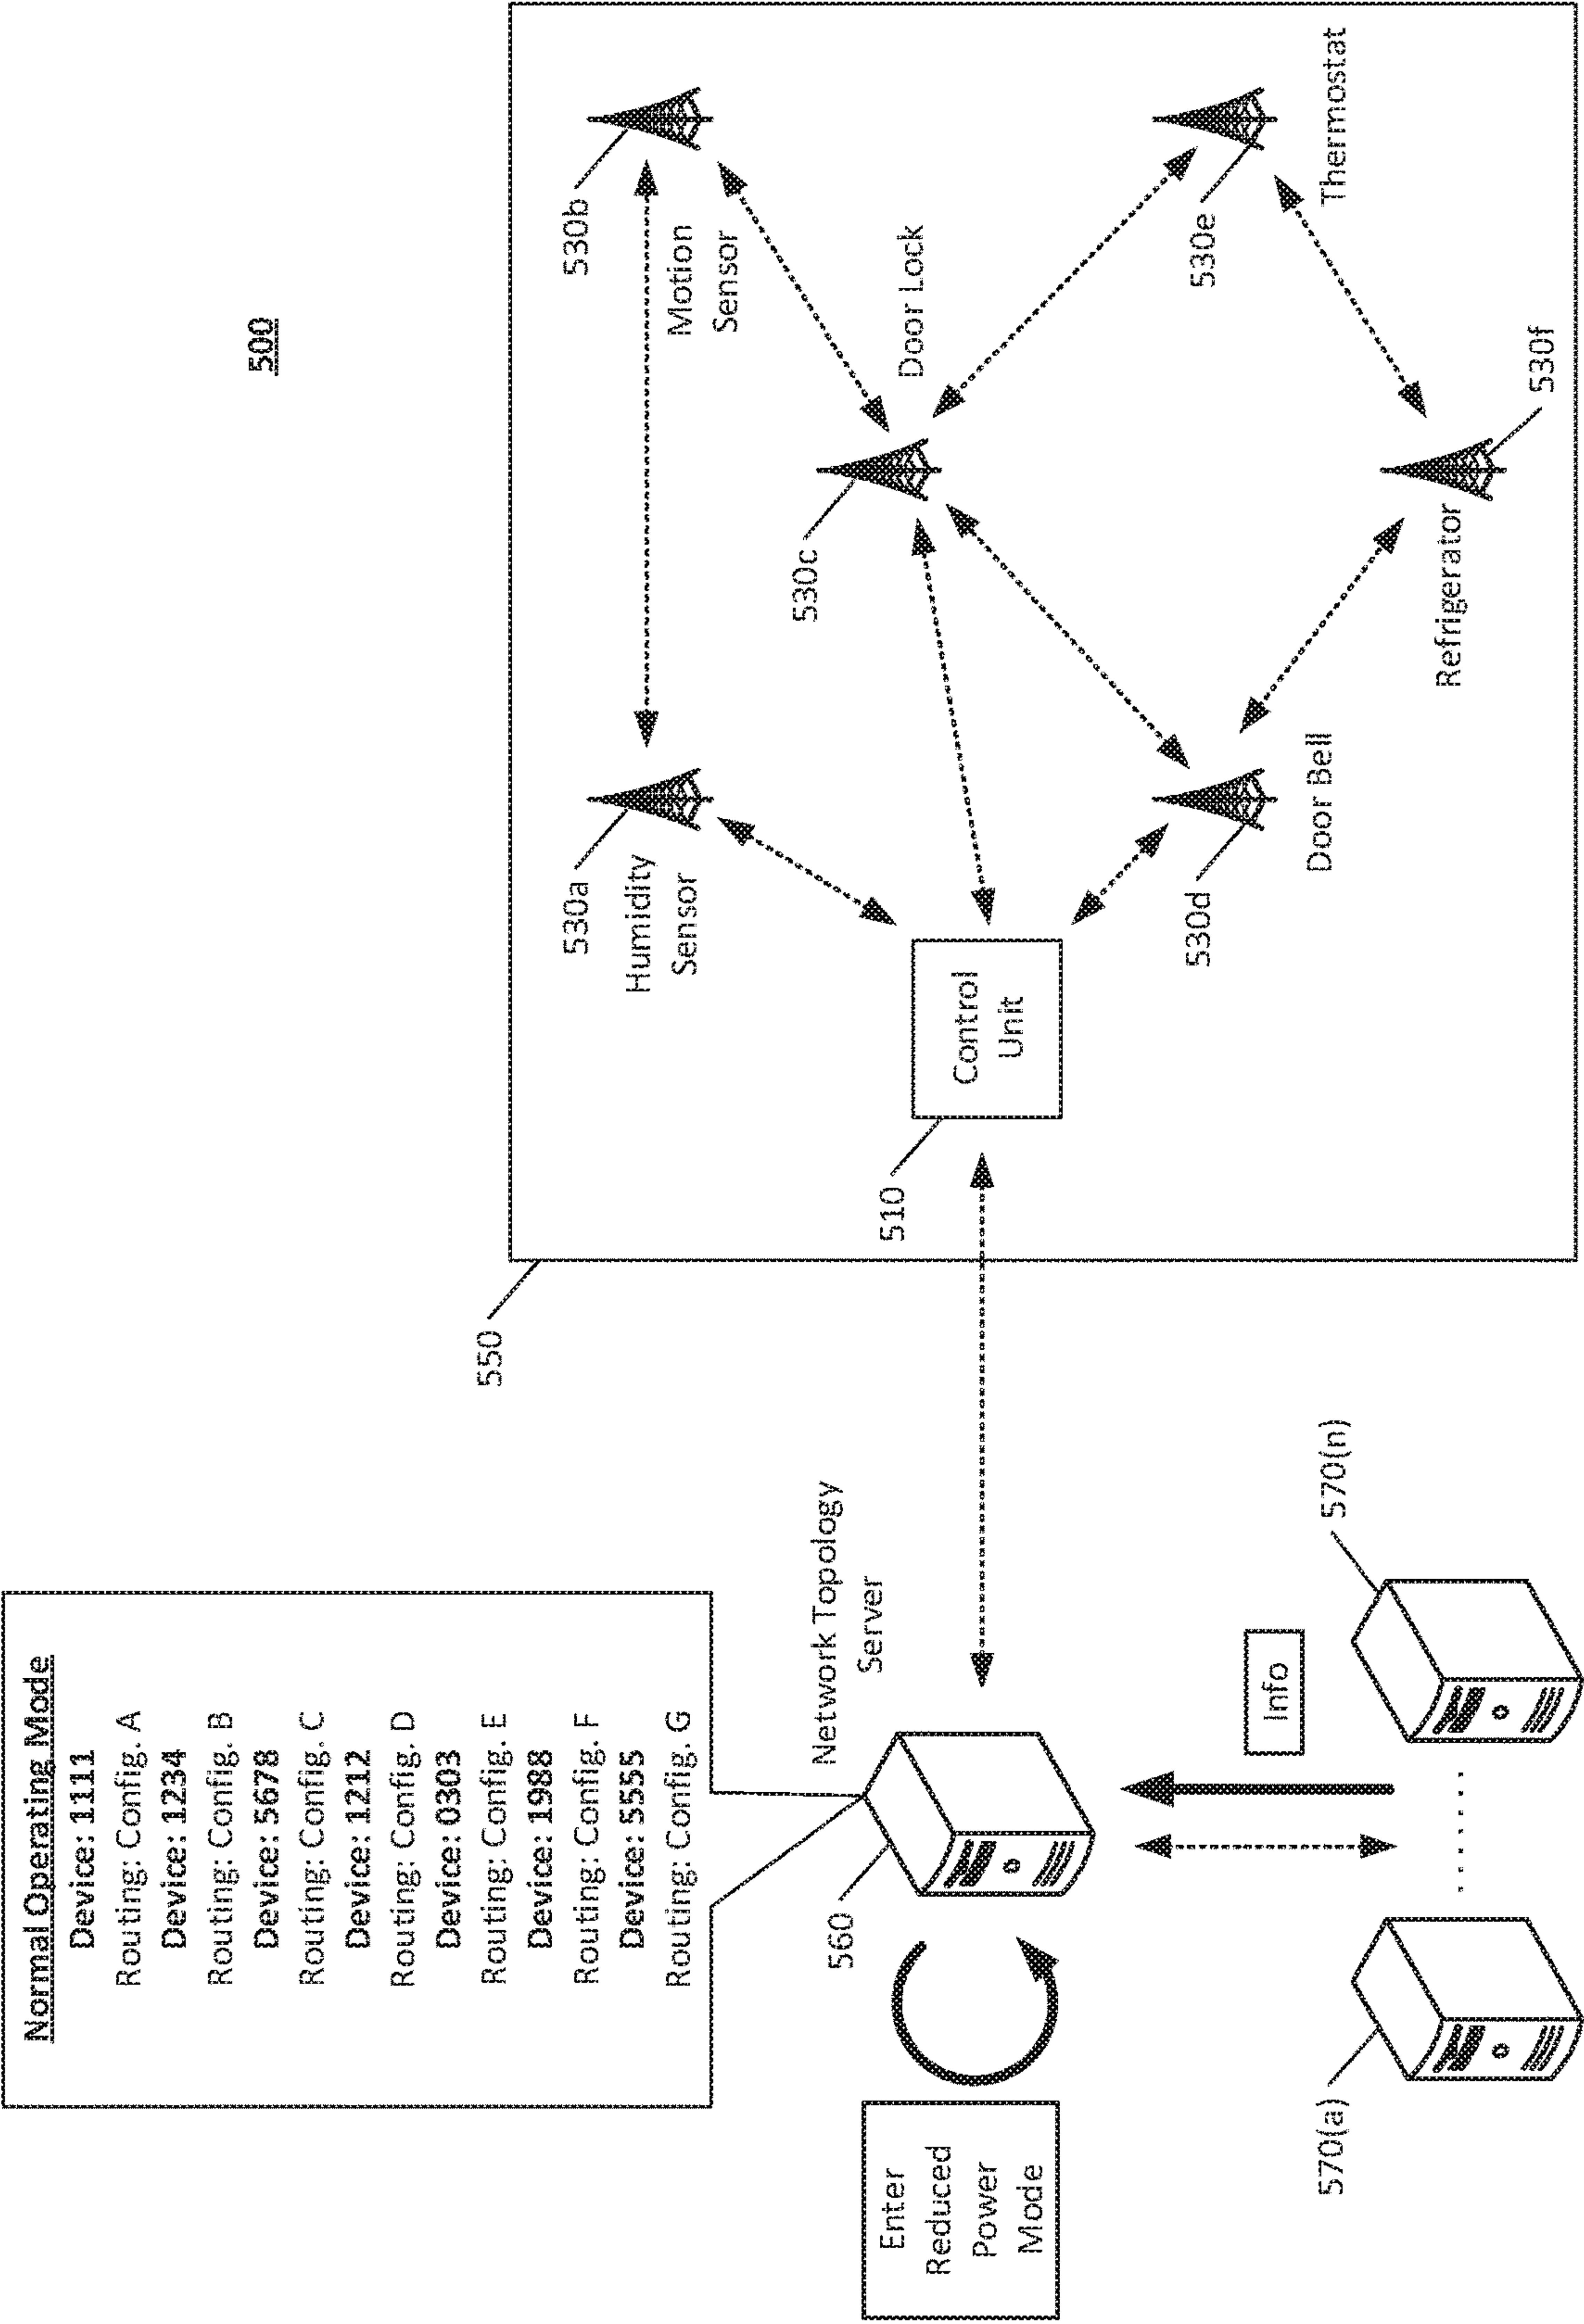 500
Normal Operating Mode
Device: 1111
Routing: Config. A
Device: 1234
Routing: Config. B
Device: 5678
Routing: Config. C
Device: 1212
Routing: Config. D
Device: 0303
Routing: Config. E
Device: 1988
Routing: Config. F
Device: 5555
Routing: Config. G
Enter
Reduced
Power
Mode
560
Network Topology
Server
Info
570(a)
570(n)
550
510
Control
Unit
530a
Humidity
Sensor
530b
Motion
Sensor
530c
Door Lock
530d
Door Bell
530e
Thermostat
Refrigerator
530f